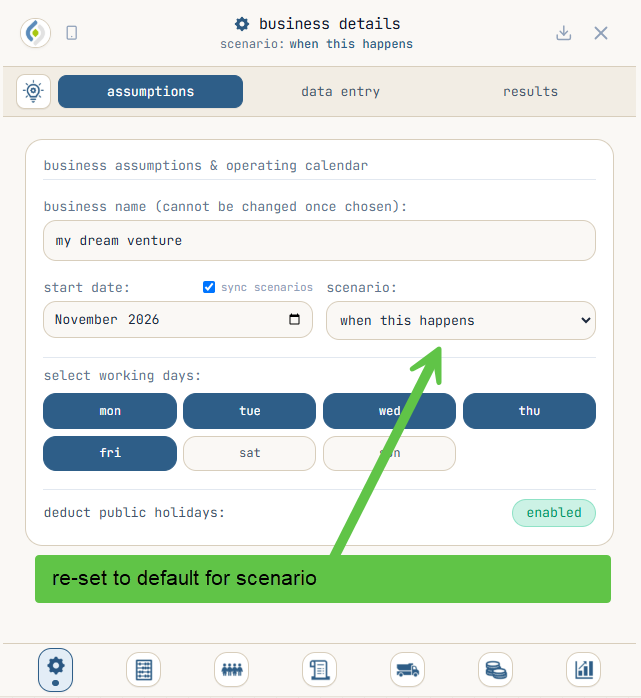 business details
scenario: when this happens
assumptions
data entry
results
business assumptions & operating calendar
business name (cannot be changed once chosen):
my dream venture
start date:
sync scenarios
scenario:
November 2026
when this happens
select working days:
mon
tue
wed
thu
fri
sat
deduct public holidays:
enabled
re-set to default for scenario